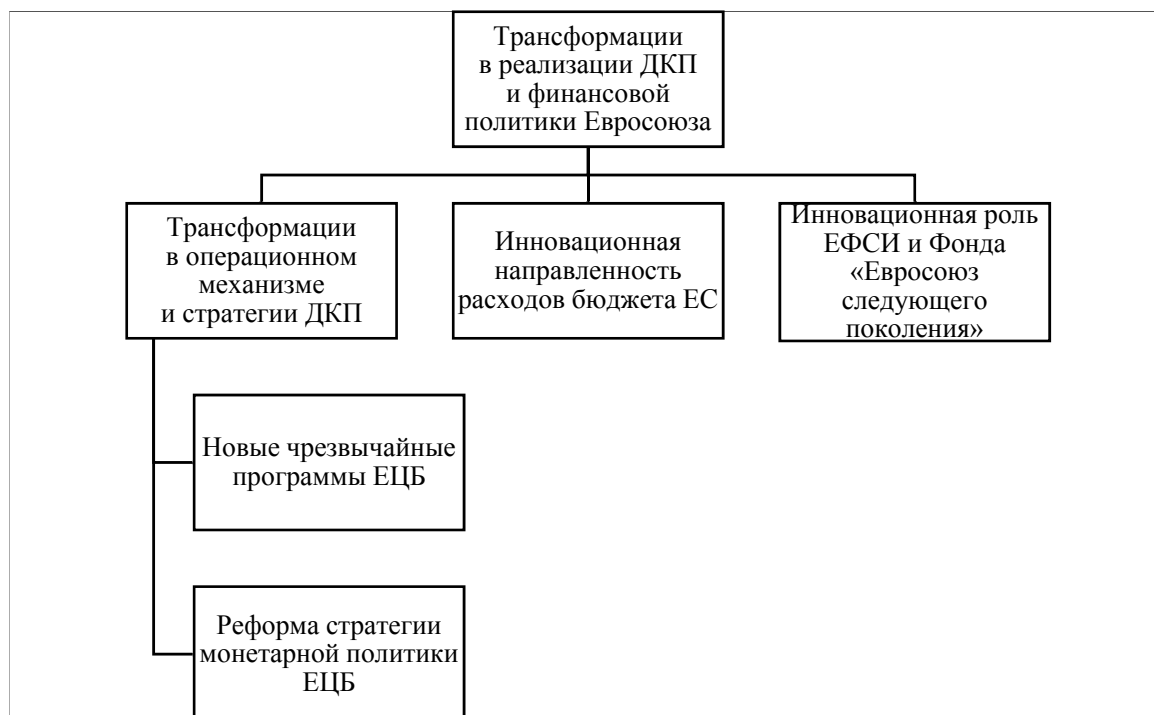 Трансформации
в реализации ДКП
и финансовой
политики Евросоюза
Трансформации
в операционном
механизме
и стратегии ДКП
Инновационная
направленность
расходов бюджета ЕС
Инновационная роль
ЕФСИ и Фонда
«Евросоюз
следующего
поколения»
Новые чрезвычайные
программы ЕЦБ
Реформа стратегии
монетарной политики
ЕЦБ